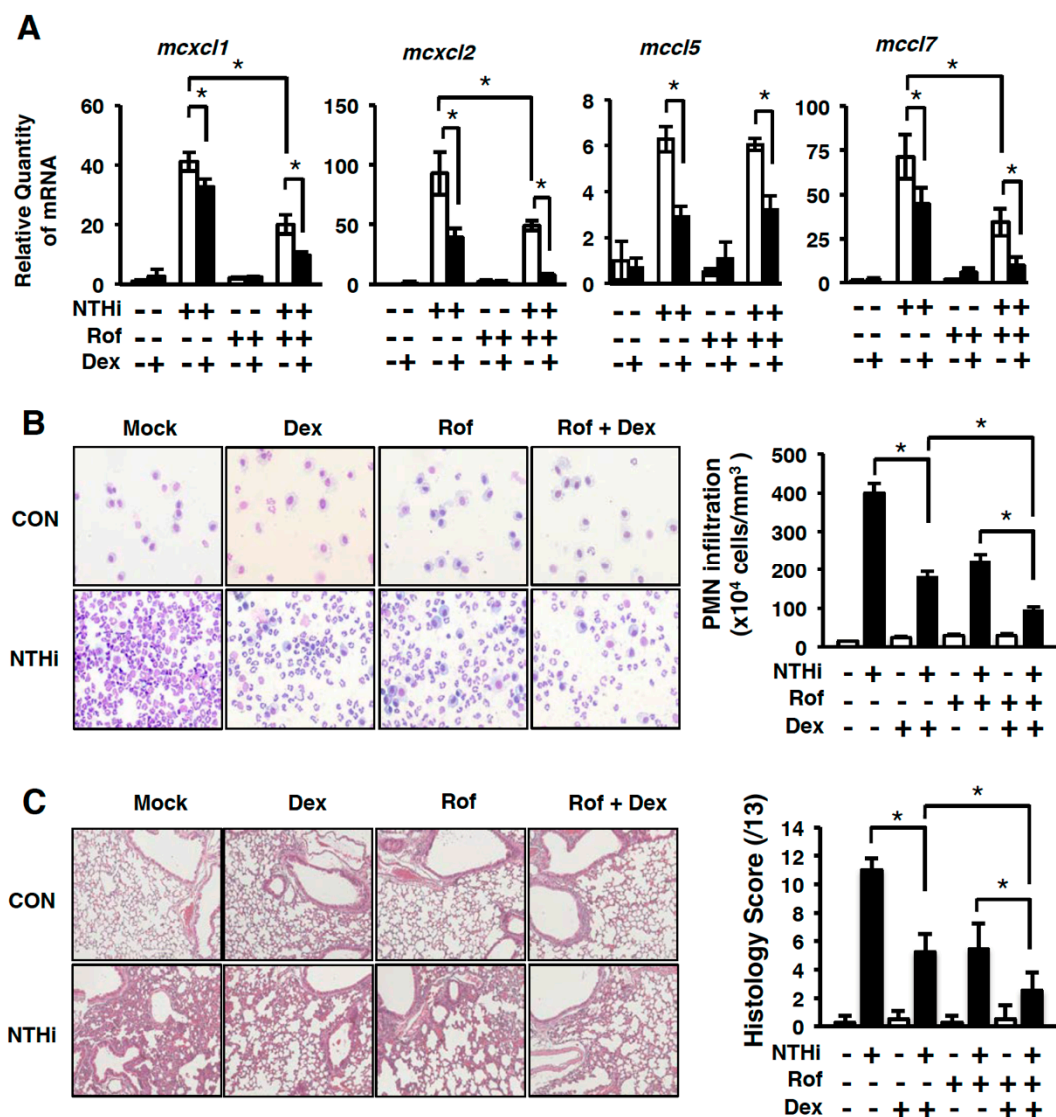 A
mcxcl1 mcxcl2 mccl5 mccl7
* * * *
* * * * * *
Relative Quantity
of mRNA
60 150 8 100
40 100 6 75
20 50 4 50
2 25
0 0 0 0
NTHi -- ++ -- ++ -- ++ -- ++ -- ++ -- ++ -- ++ -- ++
Rof -- -- ++ ++ -- -- ++ ++ -- -- ++ ++ -- -- ++ ++
Dex -+ -+ -+ -+ -+ -+ -+ -+ -+ -+ -+ -+ -+ -+ -+ -+
B
Mock Dex Rof Rof + Dex
CON
NTHi
PMN infiltration
(x10⁴ cells/mm³)
500
400
300
200
100
0
* *
*
NTHi - + - + - + - +
Rof - - - - + + + +
Dex - - + + - - + +
C
Mock Dex Rof Rof + Dex
CON
NTHi
Histology Score (/13)
14
12
10
8
6
4
2
0
*
*
*
NTHi - + - + - + - +
Rof - - - - + + + +
Dex - - + + - - + +